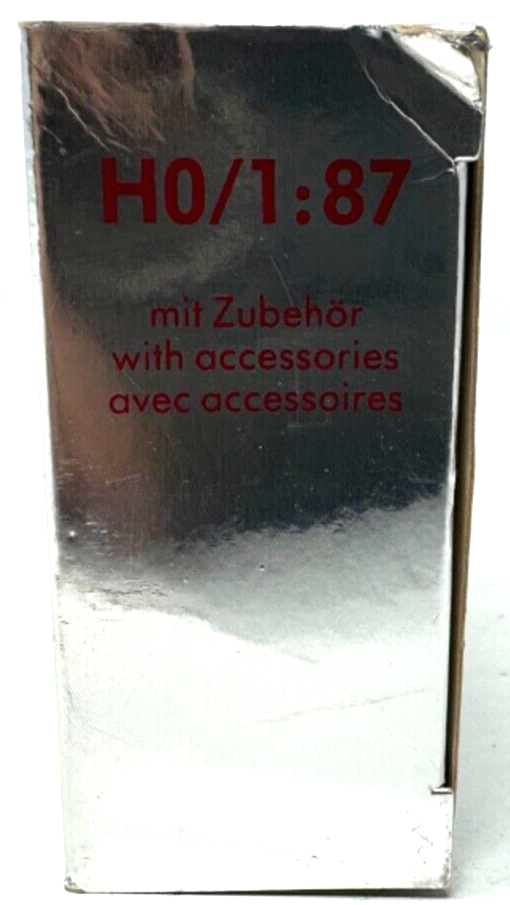 H0/1:87
mit Zubehör
with accessories
avec accessoires